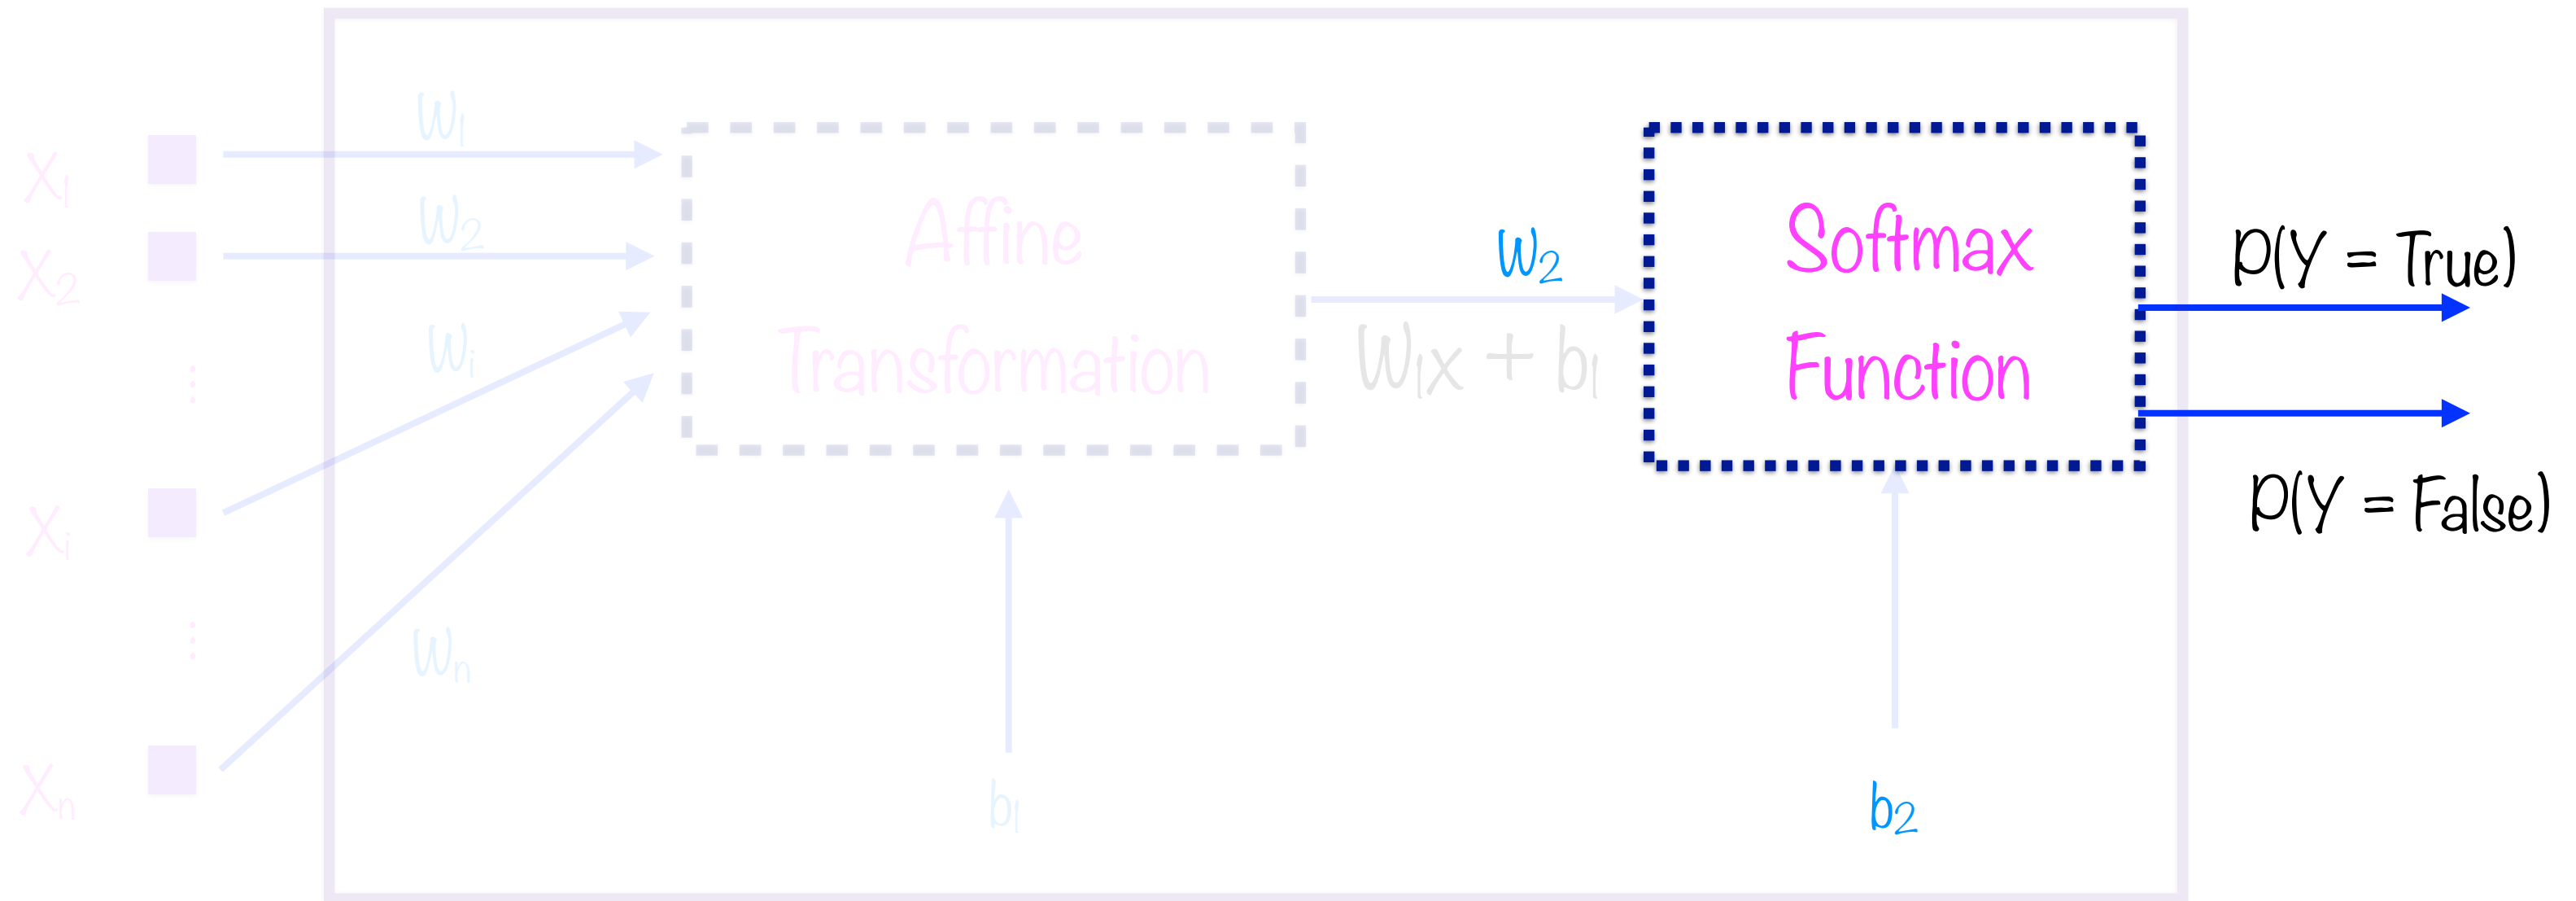 W1
X1
W2
X2
Affine
Transformation
Wi
⋮
W2
W1x + b1
Softmax
Function
P(Y = True)
P(Y = False)
Xi
⋮
Wn
Xn
b1
b2